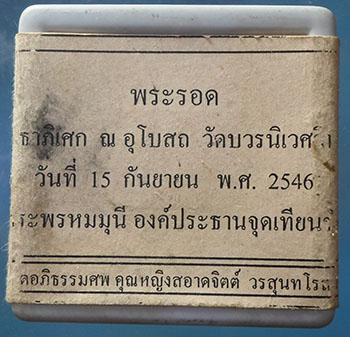 พระรอด
ธาภิเศก ณ อุโบสถ วัดบวรนิเวศวิ
วันที่ 15 กันยายน พ.ศ. 2546
ระพรหมมุนี องค์ประธานจุดเทียน
ดอภิธรรมศพ คุณหญิงสอาดจิตต์ วรสุนทโรส